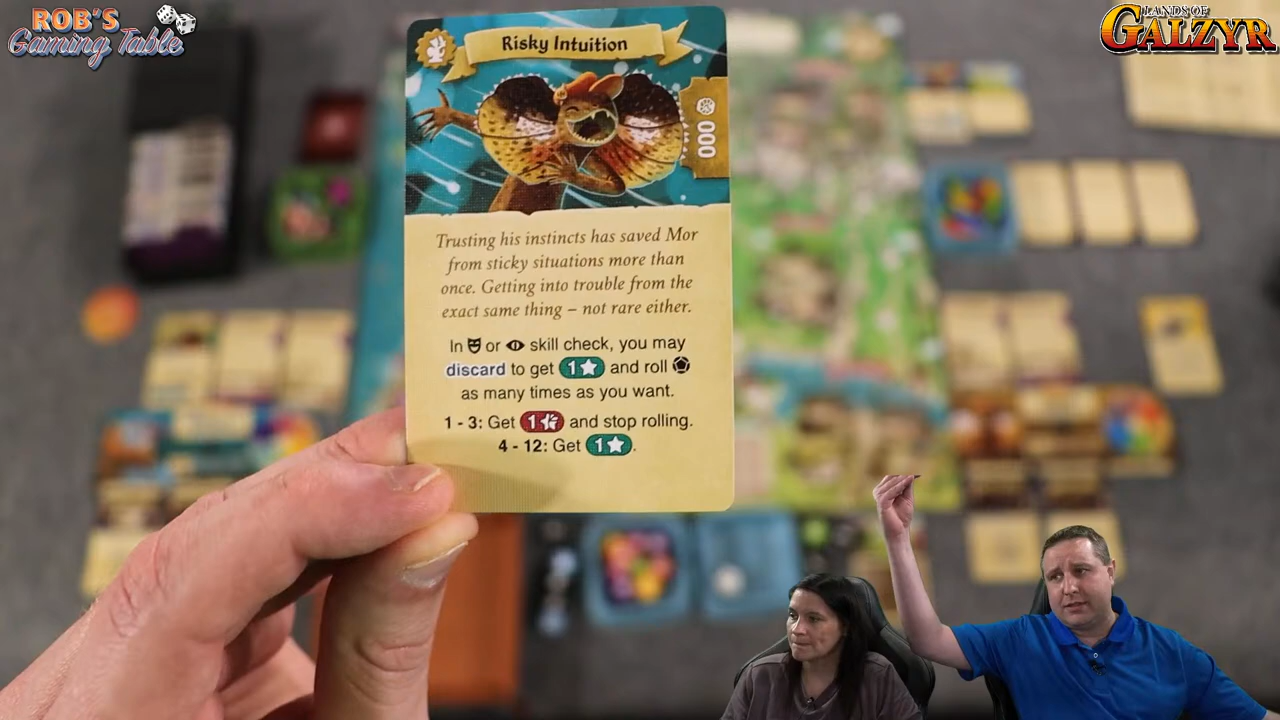 ROB'S
Gaming Table
LANDS OF
GALZYR
Risky Intuition
000
Trusting his instincts has saved Mor
from sticky situations more than
once. Getting into trouble from the
exact same thing – not rare either.
In or skill check, you may
discard to get 1 and roll
as many times as you want.
1 - 3: Get 1 and stop rolling.
4 - 12: Get 1.